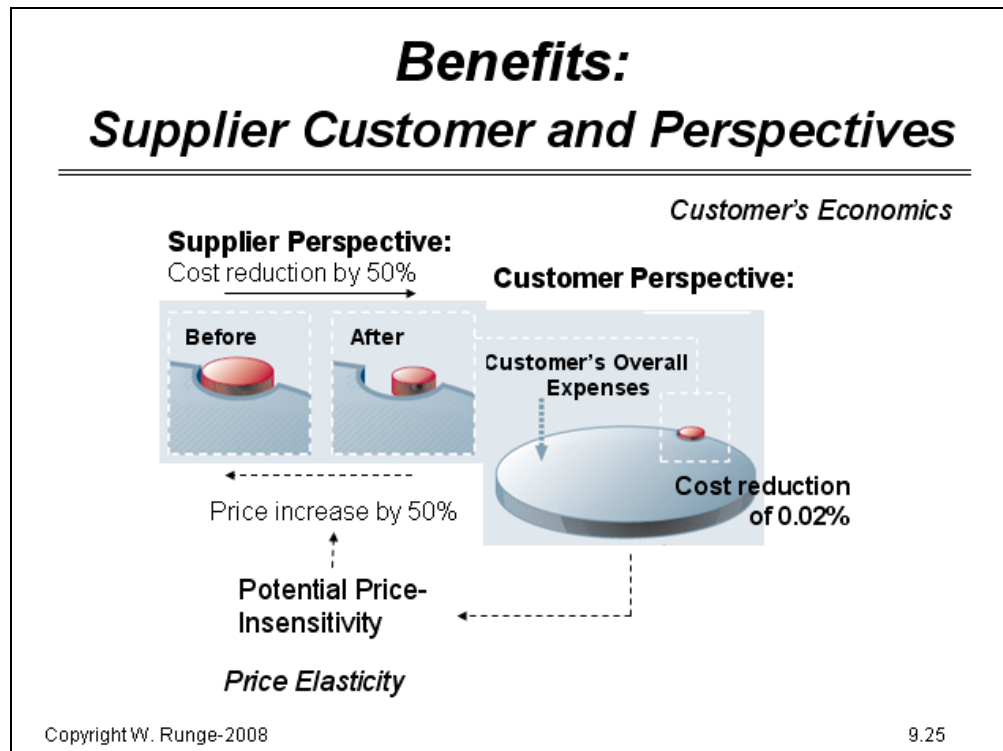 Benefits:
Supplier Customer and Perspectives
Customer's Economics
Supplier Perspective:
Cost reduction by 50%
Customer Perspective:
Before
After
Customer's Overall
Expenses
Cost reduction
of 0.02%
Price increase by 50%
Potential Price-
Insensitivity
Price Elasticity
Copyright W. Runge-2008
9.25